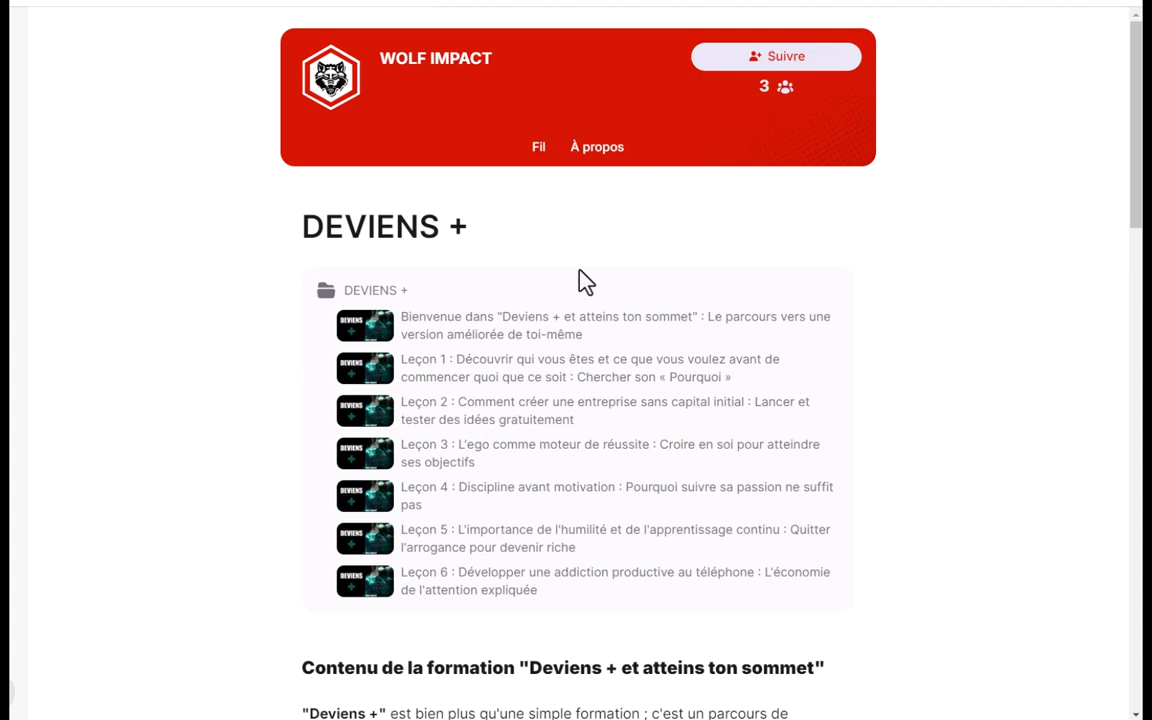 WOLF IMPACT
Suivre
3
Fil
À propos
DEVIENS +
DEVIENS +
DEVIENS
+
Bienvenue dans "Deviens + et atteins ton sommet" : Le parcours vers une
version améliorée de toi-même
DEVIENS
+
Leçon 1 : Découvrir qui vous êtes et ce que vous voulez avant de
commencer quoi que ce soit : Chercher son « Pourquoi »
DEVIENS
+
Leçon 2 : Comment créer une entreprise sans capital initial : Lancer et
tester des idées gratuitement
DEVIENS
+
Leçon 3 : L'ego comme moteur de réussite : Croire en soi pour atteindre
ses objectifs
DEVIENS
+
Leçon 4 : Discipline avant motivation : Pourquoi suivre sa passion ne suffit
pas
DEVIENS
+
Leçon 5 : L'importance de l'humilité et de l'apprentissage continu : Quitter
l'arrogance pour devenir riche
DEVIENS
+
Leçon 6 : Développer une addiction productive au téléphone : L'économie
de l'attention expliquée
Contenu de la formation "Deviens + et atteins ton sommet"
"Deviens +" est bien plus qu'une simple formation ; c'est un parcours de